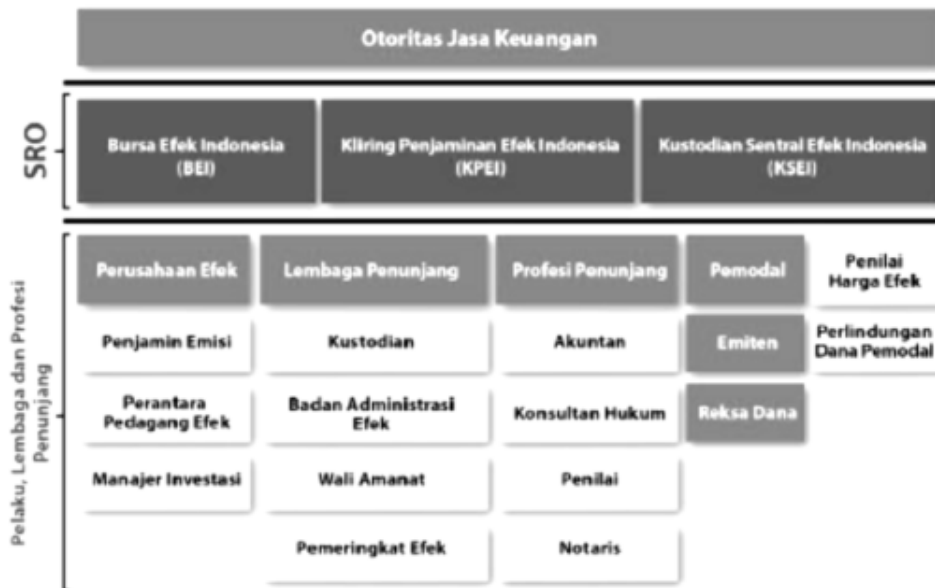 Otoritas Jasa Keuangan
SRO
Bursa Efek Indonesia
(BEI)
Kliring Penjaminan Efek Indonesia
(KPEI)
Kustodian Sentral Efek Indonesia
(KSEI)
Pelaku, Lembaga dan Profesi
Penunjang
Perusahaan Efek
Penjamin Emisi
Perantara
Pedagang Efek
Manajer Investasi
Lembaga Penunjang
Kustodian
Badan Administrasi
Efek
Wali Amanat
Pemeringkat Efek
Profesi Penunjang
Akuntan
Konsultan Hukum
Penilai
Notaris
Pemodal
Emiten
Reksa Dana
Penilai
Harga Efek
Perlindungan
Dana Pemodal